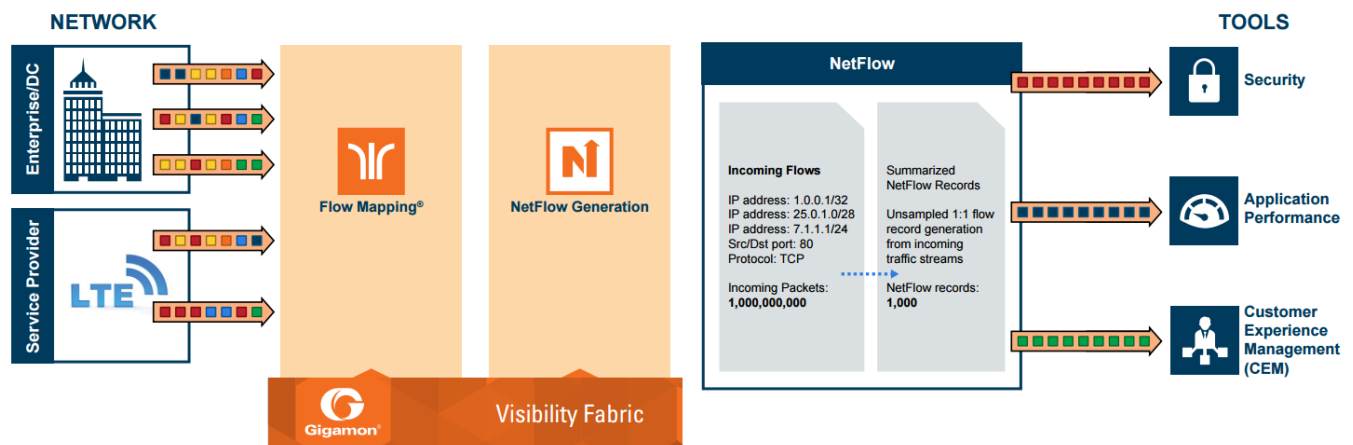 NETWORK
Enterprise/DC
Service Provider
LTE
Flow Mapping®
NetFlow Generation
Gigamon®
Visibility Fabric
NetFlow
Incoming Flows
IP address: 1.0.0.1/32
IP address: 25.0.1.0/28
IP address: 7.1.1.1/24
Src/Dst port: 80
Protocol: TCP
Incoming Packets:
1,000,000,000
Summarized
NetFlow Records
Unsampled 1:1 flow
record generation
from incoming
traffic streams
NetFlow records:
1,000
TOOLS
Security
Application
Performance
Customer
Experience
Management
(CEM)